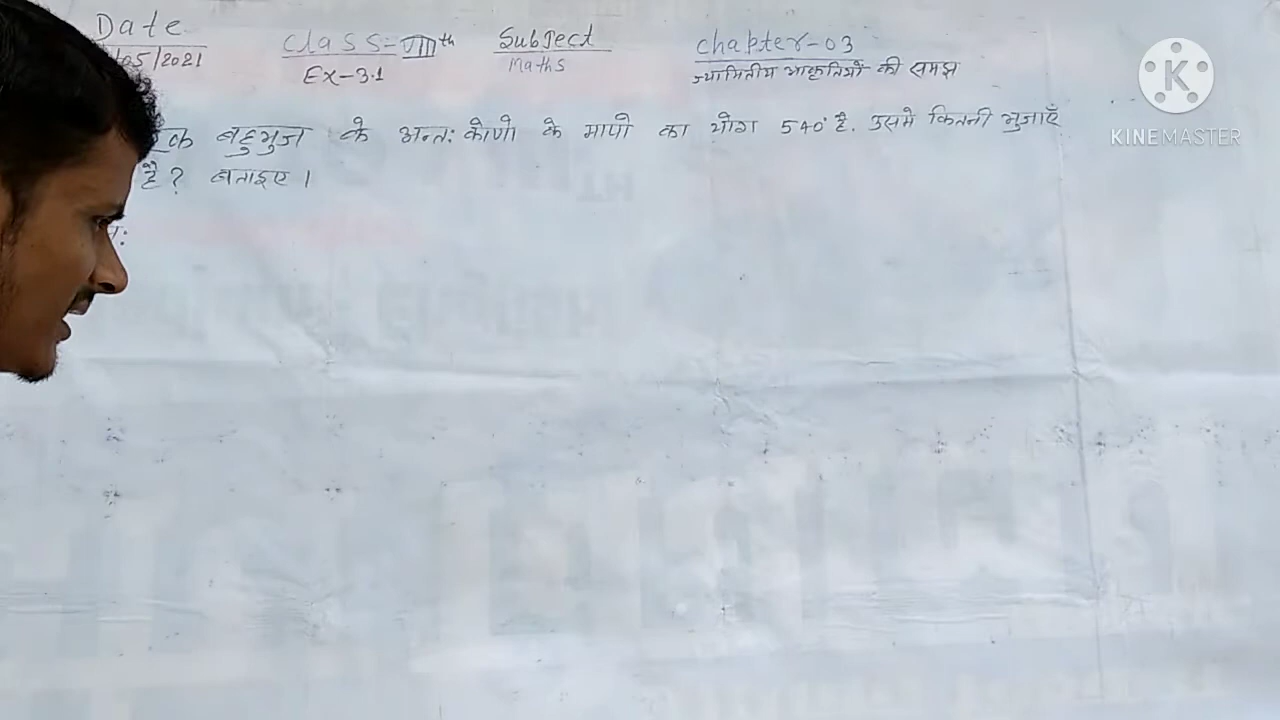 Date
/05/2021
Class = VIIIth
Ex-3.1
Subject
Maths
Chapter-03
ज्यामितीय आकृतियों की समझ
K
KINEMASTER
एक बहुभुज के अन्तः कोणो के मापो का योग 540° है. उसमे कितनी भुजाएँ
है? बताइए।